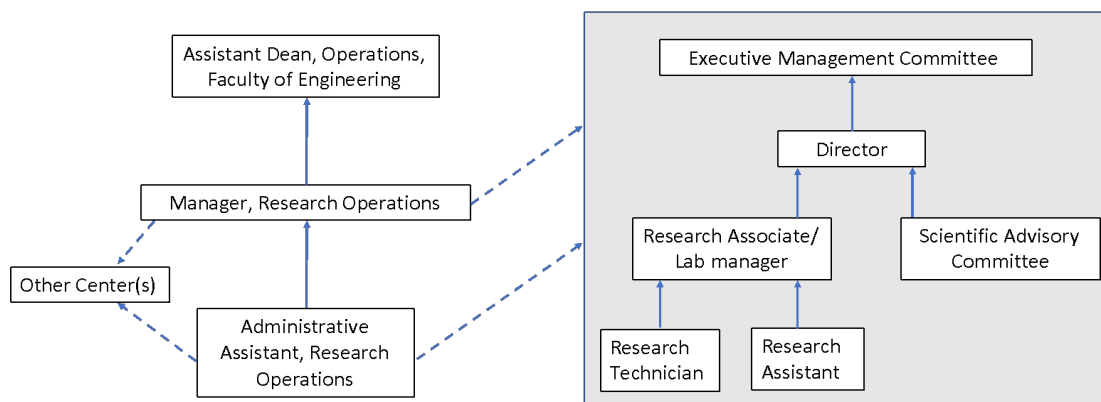 Assistant Dean, Operations,
Faculty of Engineering
Manager, Research Operations
Other Center(s)
Administrative
Assistant, Research
Operations
Executive Management Committee
Director
Research Associate/
Lab manager
Scientific Advisory
Committee
Research
Technician
Research
Assistant